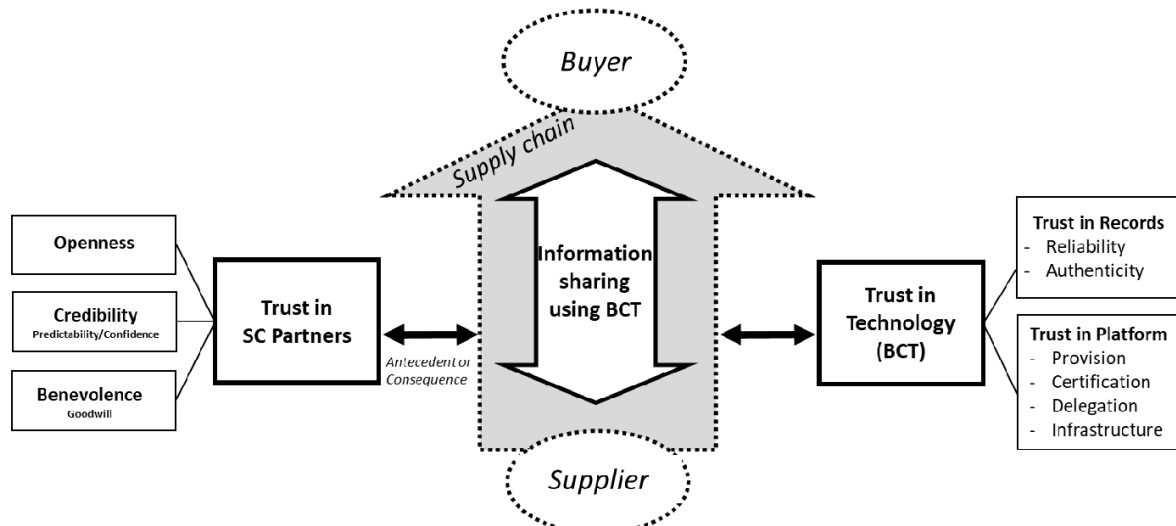 Buyer
Supply chain
Openness
Credibility
Predictability/Confidence
Benevolence
Goodwill
Trust in
SC Partners
Antecedent or
Consequence
Information
sharing
using BCT
Trust in
Technology
(BCT)
Trust in Records
- Reliability
- Authenticity
Trust in Platform
- Provision
- Certification
- Delegation
- Infrastructure
Supplier